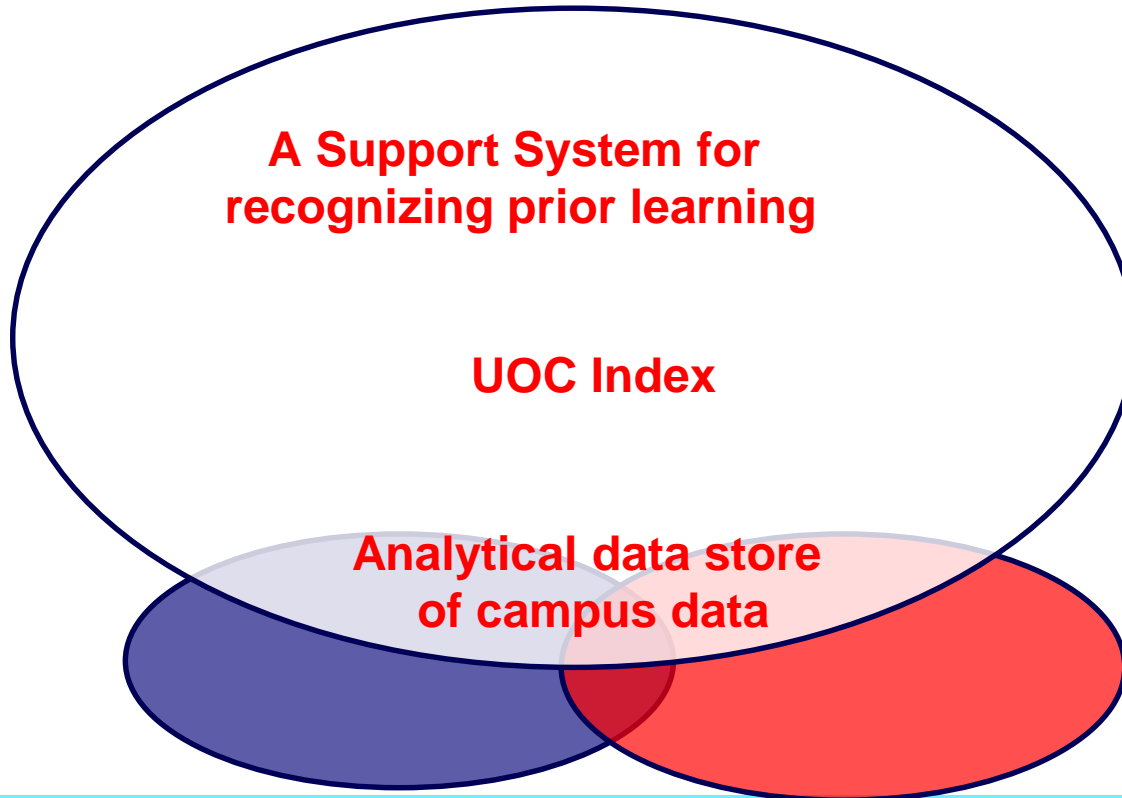 A Support System for
recognizing prior learning
UOC Index
Analytical data store
of campus data